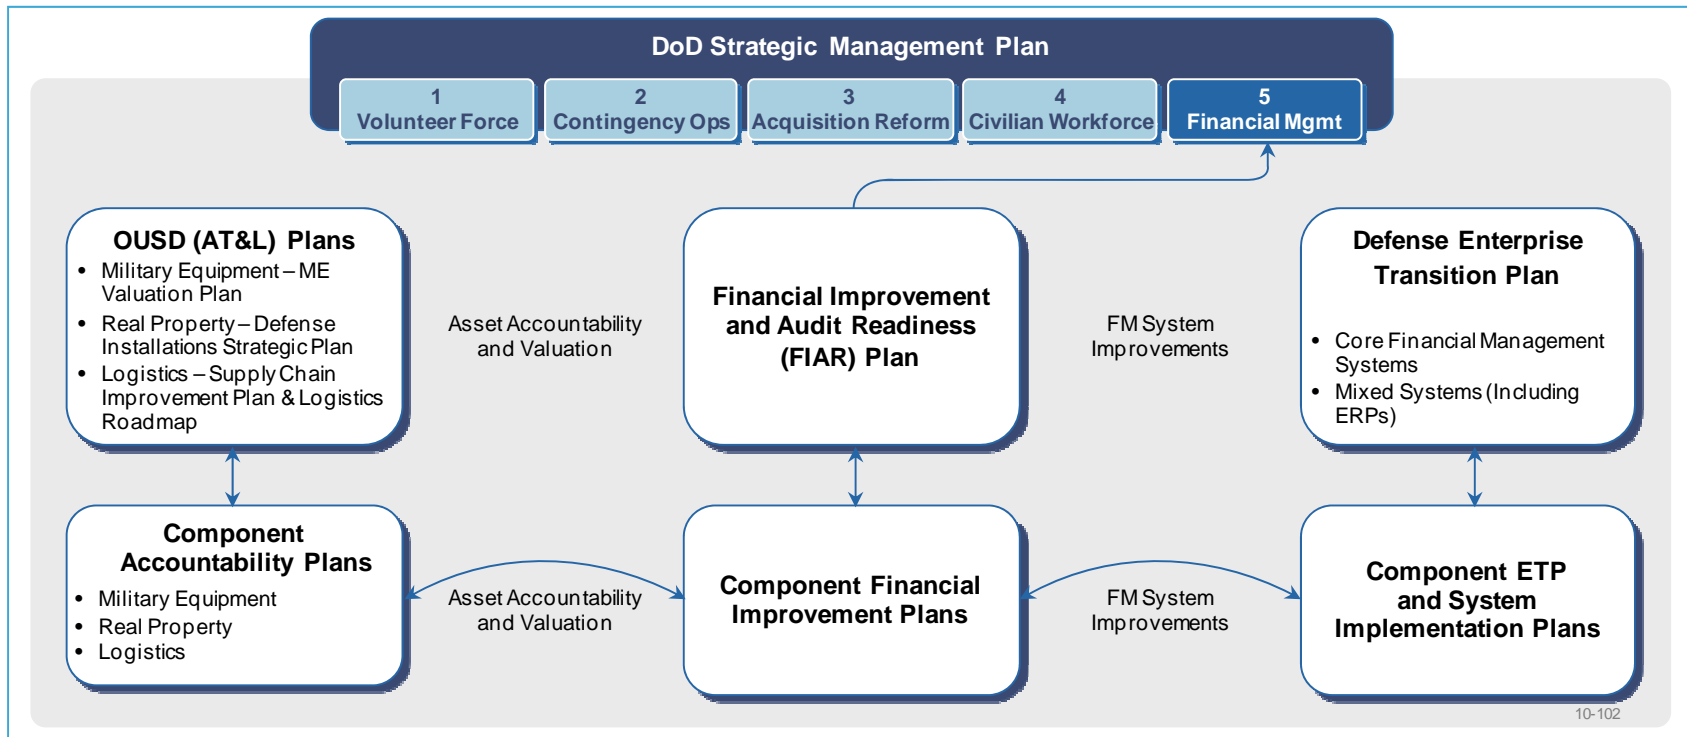 DoD Strategic Management Plan
1
Volunteer Force
2
Contingency Ops
3
Acquisition Reform
4
Civilian Workforce
5
Financial Mgmt
OUSD (AT&L) Plans
• Military Equipment – ME
Valuation Plan
• Real Property – Defense
Installations Strategic Plan
• Logistics – Supply Chain
Improvement Plan & Logistics
Roadmap
Asset Accountability
and Valuation
Financial Improvement
and Audit Readiness
(FIAR) Plan
FM System
Improvements
Defense Enterprise
Transition Plan
• Core Financial Management
Systems
• Mixed Systems (Including
ERPs)
Component
Accountability Plans
• Military Equipment
• Real Property
• Logistics
Asset Accountability
and Valuation
Component Financial
Improvement Plans
FM System
Improvements
Component ETP
and System
Implementation Plans
10-102